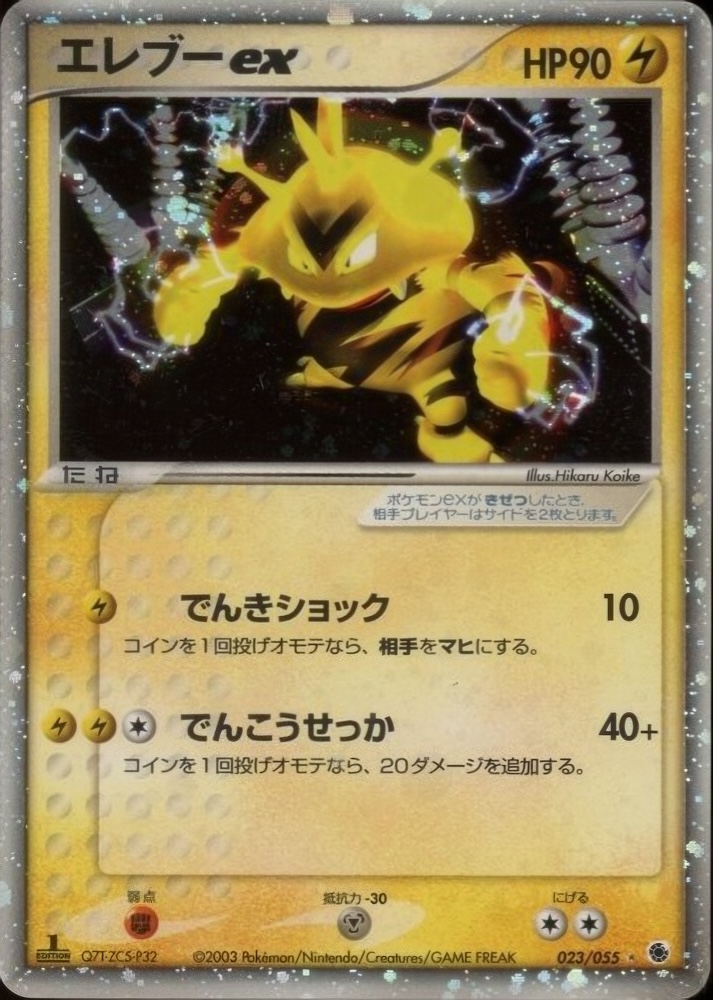 エレブーex HP90
たね
Illus.Hikaru Koike
ポケモンexがきぜつしたとき、
相手プレイヤーはサイドを2枚とります。
でんきショック 10
コインを1回投げオモテなら、相手をマヒにする。
でんこうせっか 40+
コインを1回投げオモテなら、20ダメージを追加する。
弱点 抵抗力 -30 にげる
1 EDITION Q7T-ZC5-P32 ©2003 Pokémon/Nintendo/Creatures/GAME FREAK 023/055